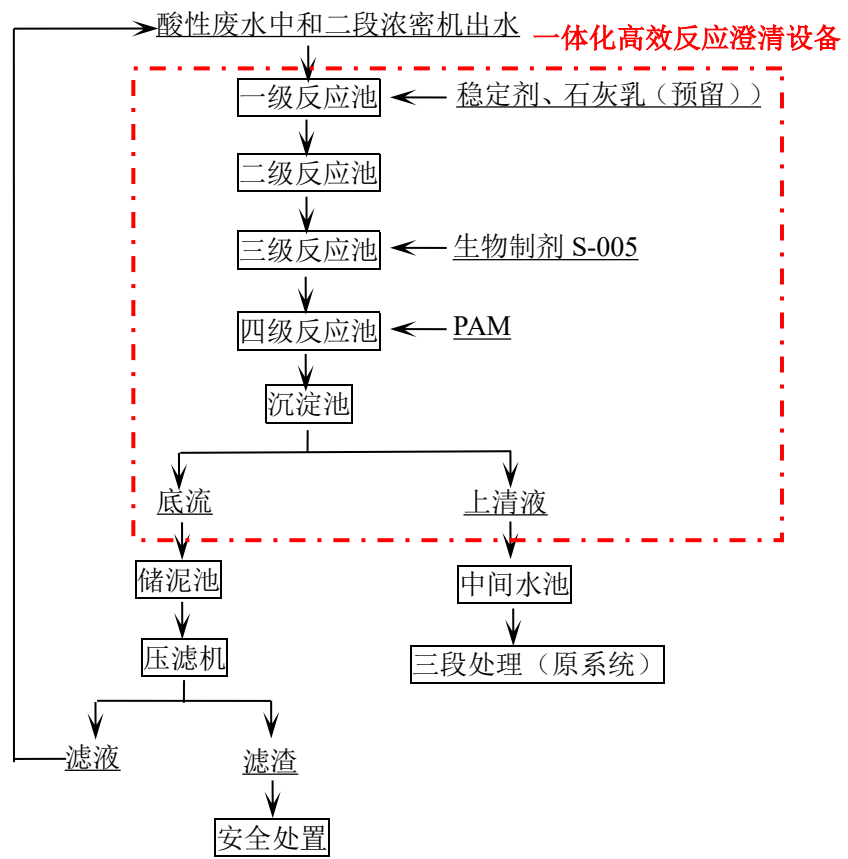 酸性废水中和二段浓密机出水
一体化高效反应澄清设备
一级反应池
稳定剂、石灰乳（预留））
二级反应池
三级反应池
生物制剂 S-005
四级反应池
PAM
沉淀池
底流
上清液
储泥池
中间水池
压滤机
三段处理（原系统）
滤液
滤渣
安全处置